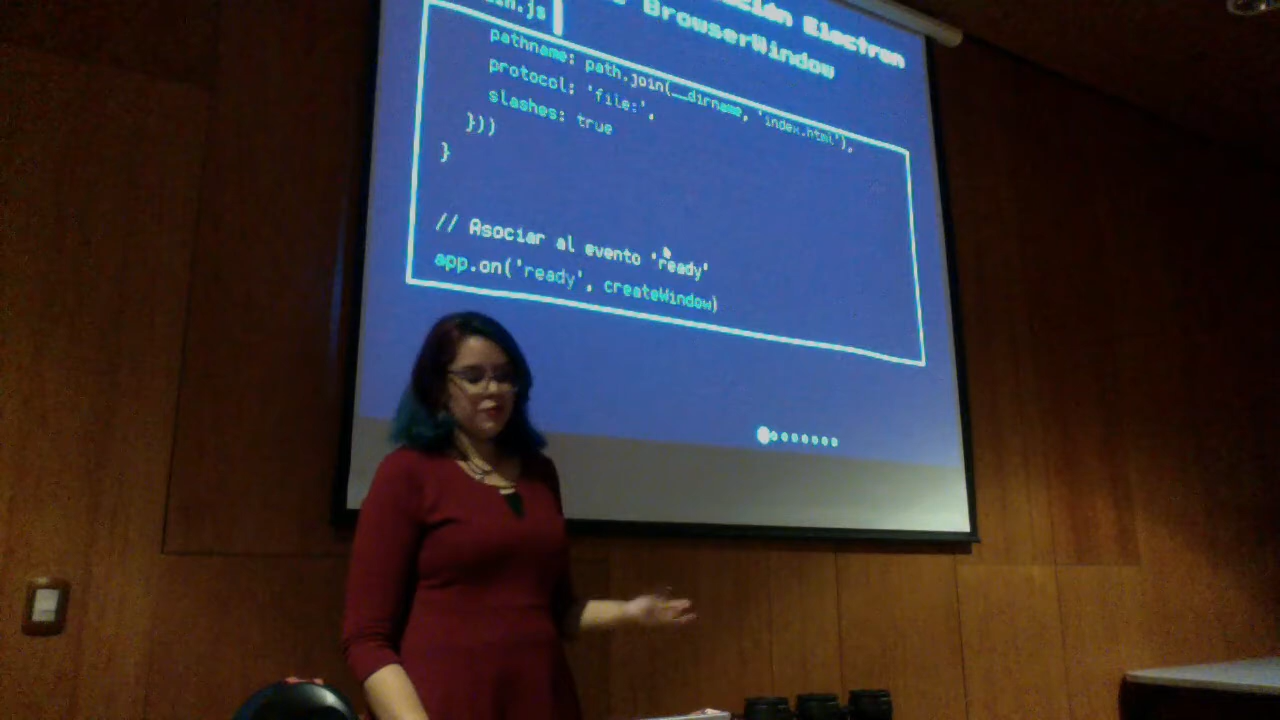 Electron
BrowserWindow
pathname: path.join(__dirname, 'index.html'),
protocol: 'file:',
slashes: true
}))
}
// Asociar al evento 'ready'
app.on('ready', createWindow)